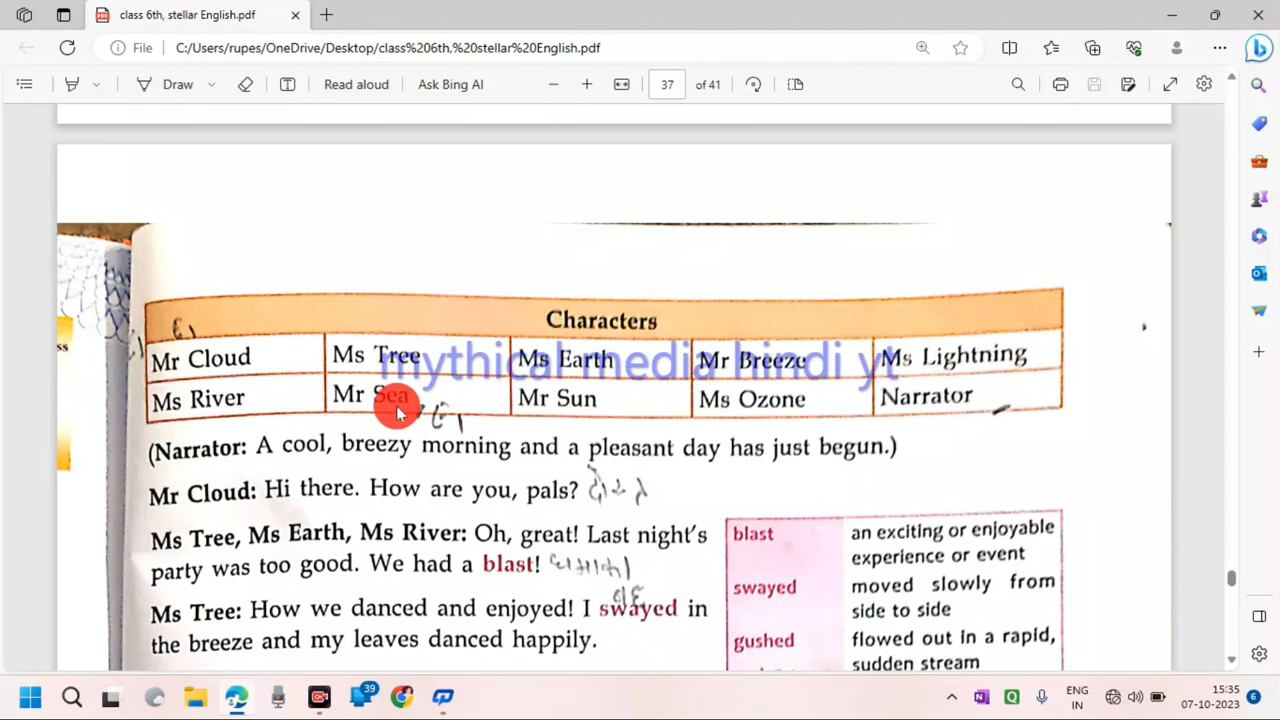 class 6th, stellar English.pdf
File C:/Users/rupes/OneDrive/Desktop/class%206th,%20stellar%20English.pdf
Draw Read aloud Ask Bing AI 37 of 41
Characters
Mr Cloud Ms Tree Ms Earth Mr Breeze Ms Lightning
mythical media hindi yt
Ms River Mr Sea Mr Sun Ms Ozone Narrator
(Narrator: A cool, breezy morning and a pleasant day has just begun.)
Mr Cloud: Hi there. How are you, pals?
Ms Tree, Ms Earth, Ms River: Oh, great! Last night's
party was too good. We had a blast!
Ms Tree: How we danced and enjoyed! I swayed in
the breeze and my leaves danced happily.
blast an exciting or enjoyable
experience or event
swayed moved slowly from
side to side
gushed flowed out in a rapid,
sudden stream
39
ENG
IN
15:35
07-10-2023
6